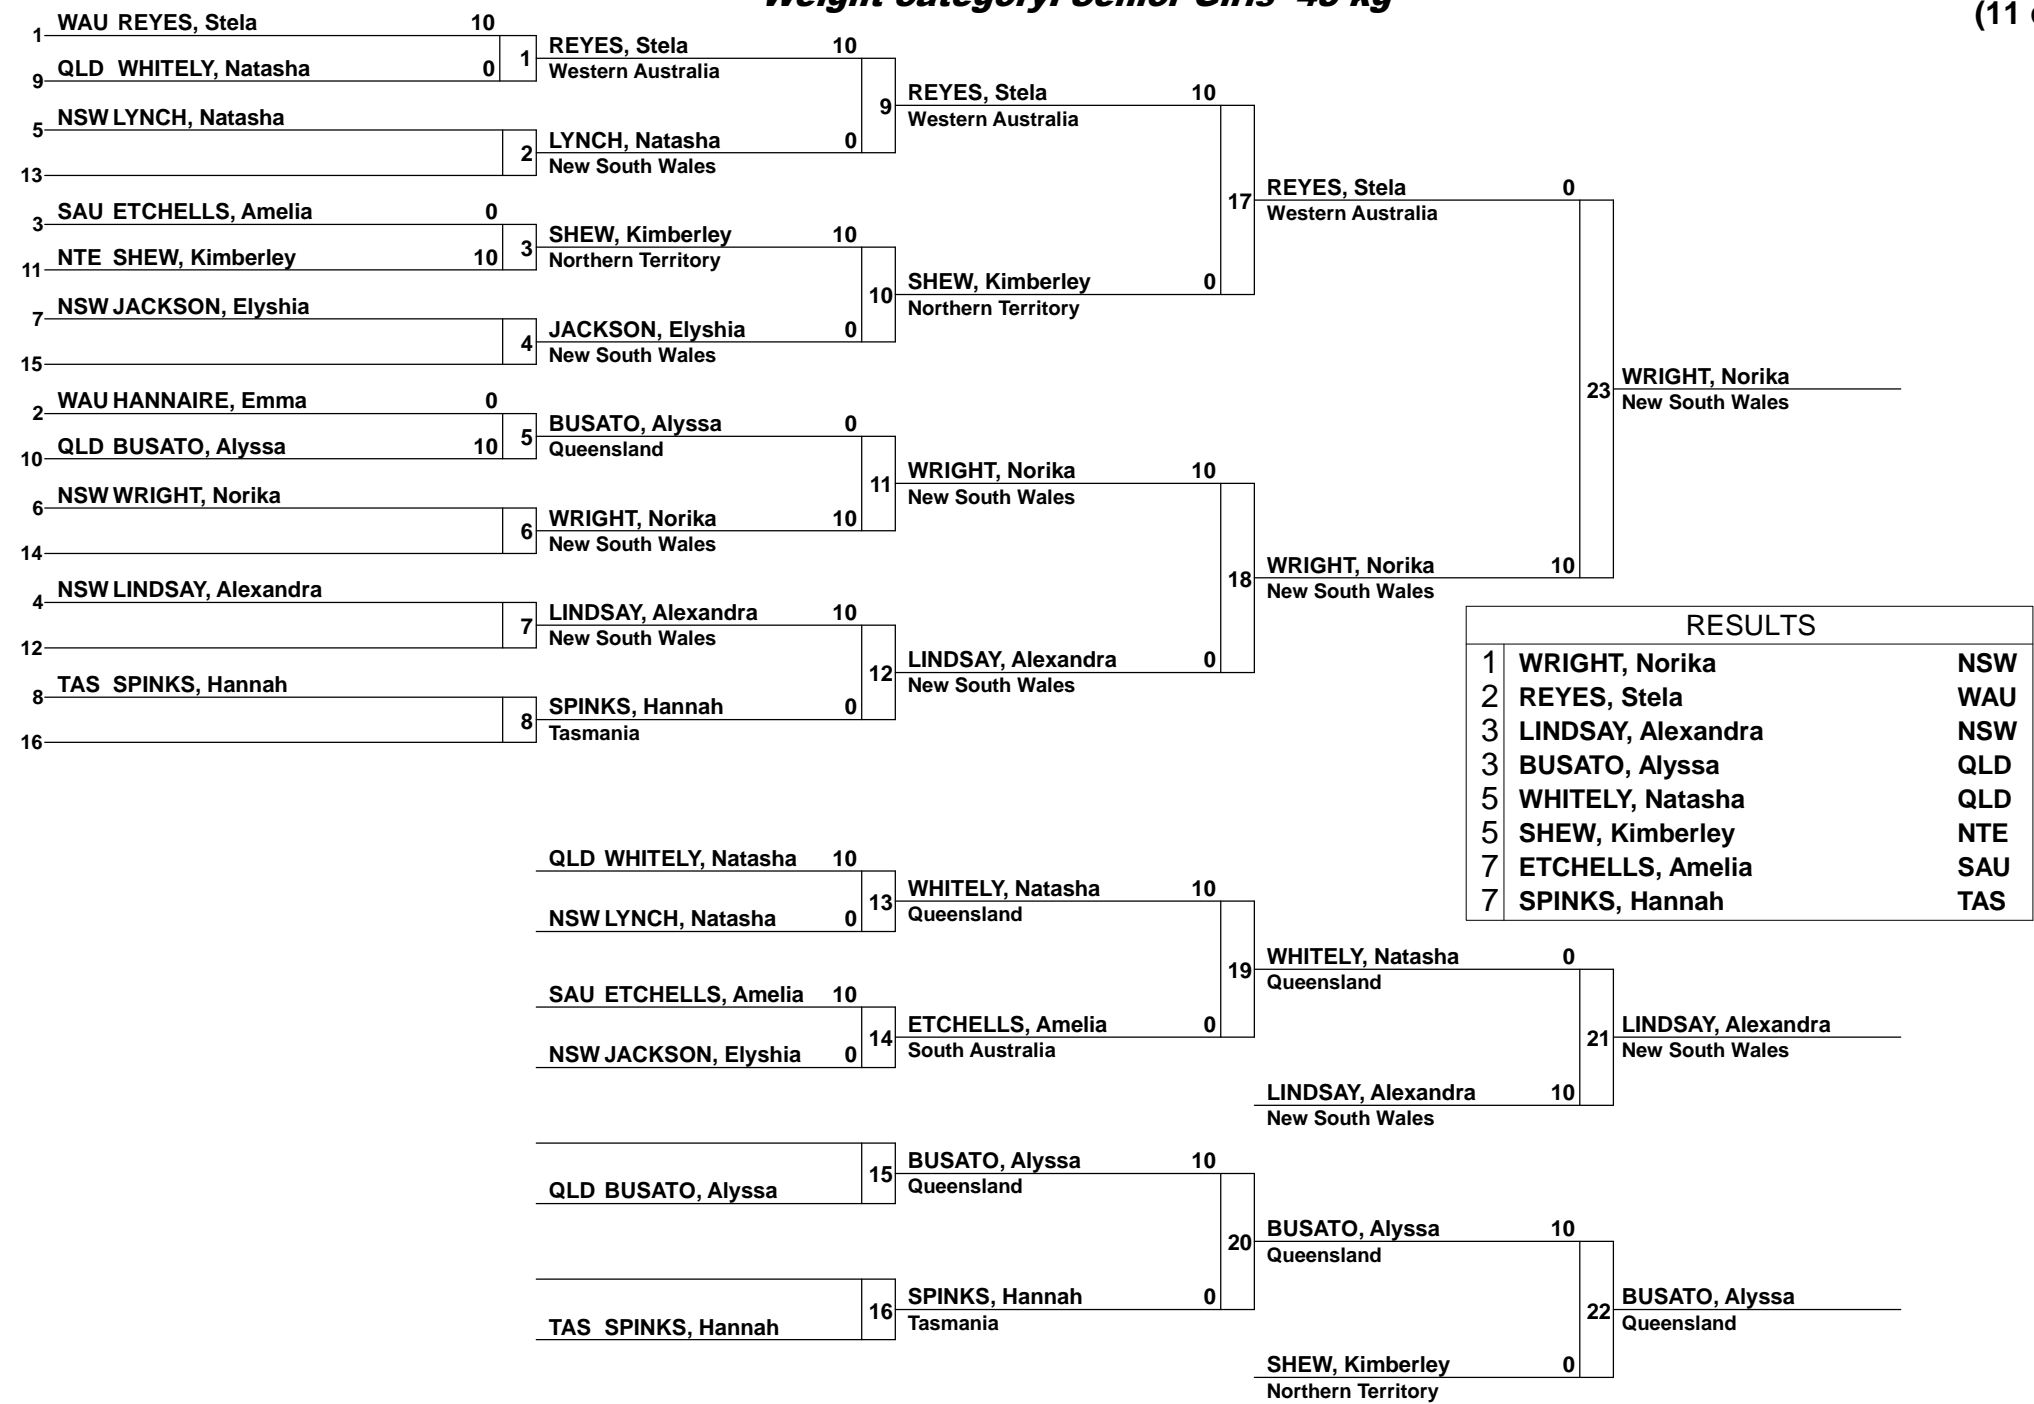 (11
1 WAU REYES, Stela 10
9 QLD WHITELY, Natasha 0
1
5 NSW LYNCH, Natasha
13
2
3 SAU ETCHELLS, Amelia 0
11 NTE SHEW, Kimberley 10
3
7 NSW JACKSON, Elyshia
15
4
2 WAU HANNAIRE, Emma 0
10 QLD BUSATO, Alyssa 10
5
6 NSW WRIGHT, Norika
14
6
4 NSW LINDSAY, Alexandra
12
7
8 TAS SPINKS, Hannah
16
8
REYES, Stela 10
Western Australia
LYNCH, Natasha 0
New South Wales
9
SHEW, Kimberley 10
Northern Territory
JACKSON, Elyshia 0
New South Wales
10
BUSATO, Alyssa 0
Queensland
WRIGHT, Norika 10
New South Wales
11
LINDSAY, Alexandra 10
New South Wales
SPINKS, Hannah 0
Tasmania
12
REYES, Stela 10
Western Australia
SHEW, Kimberley 0
Northern Territory
17
WRIGHT, Norika 10
New South Wales
LINDSAY, Alexandra 0
New South Wales
18
REYES, Stela 0
Western Australia
WRIGHT, Norika 10
New South Wales
23
WRIGHT, Norika
New South Wales
RESULTS
1 WRIGHT, Norika NSW
2 REYES, Stela WAU
3 LINDSAY, Alexandra NSW
3 BUSATO, Alyssa QLD
5 WHITELY, Natasha QLD
5 SHEW, Kimberley NTE
7 ETCHELLS, Amelia SAU
7 SPINKS, Hannah TAS
QLD WHITELY, Natasha 10
NSW LYNCH, Natasha 0
13
SAU ETCHELLS, Amelia 10
NSW JACKSON, Elyshia 0
14
QLD BUSATO, Alyssa
15
TAS SPINKS, Hannah
16
WHITELY, Natasha 10
Queensland
ETCHELLS, Amelia 0
South Australia
19
BUSATO, Alyssa 10
Queensland
SPINKS, Hannah 0
Tasmania
20
WHITELY, Natasha 0
Queensland
LINDSAY, Alexandra 10
New South Wales
21
BUSATO, Alyssa 10
Queensland
SHEW, Kimberley 0
Northern Territory
22
LINDSAY, Alexandra
New South Wales
BUSATO, Alyssa
Queensland